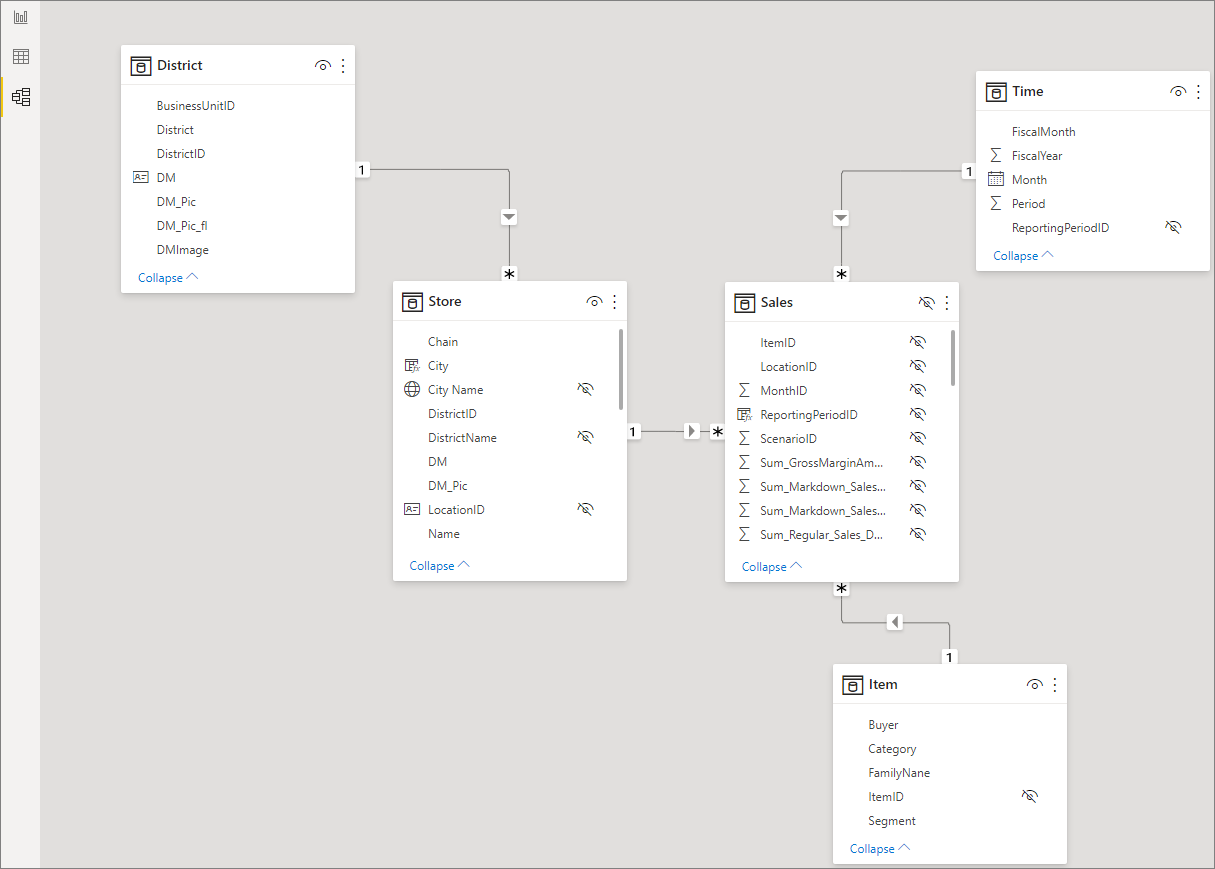 District
BusinessUnitID
District
DistrictID
DM
DM_Pic
DM_Pic_fl
DMImage
Collapse
1
*
Time
FiscalMonth
FiscalYear
Month
Period
ReportingPeriodID
Collapse
1
*
Store
Chain
City
City Name
DistrictID
DistrictName
DM
DM_Pic
LocationID
Name
Collapse
1
*
Sales
ItemID
LocationID
MonthID
ReportingPeriodID
ScenarioID
Sum_GrossMarginAm...
Sum_Markdown_Sales...
Sum_Markdown_Sales...
Sum_Regular_Sales_D...
Collapse
*
1
Item
Buyer
Category
FamilyNane
ItemID
Segment
Collapse